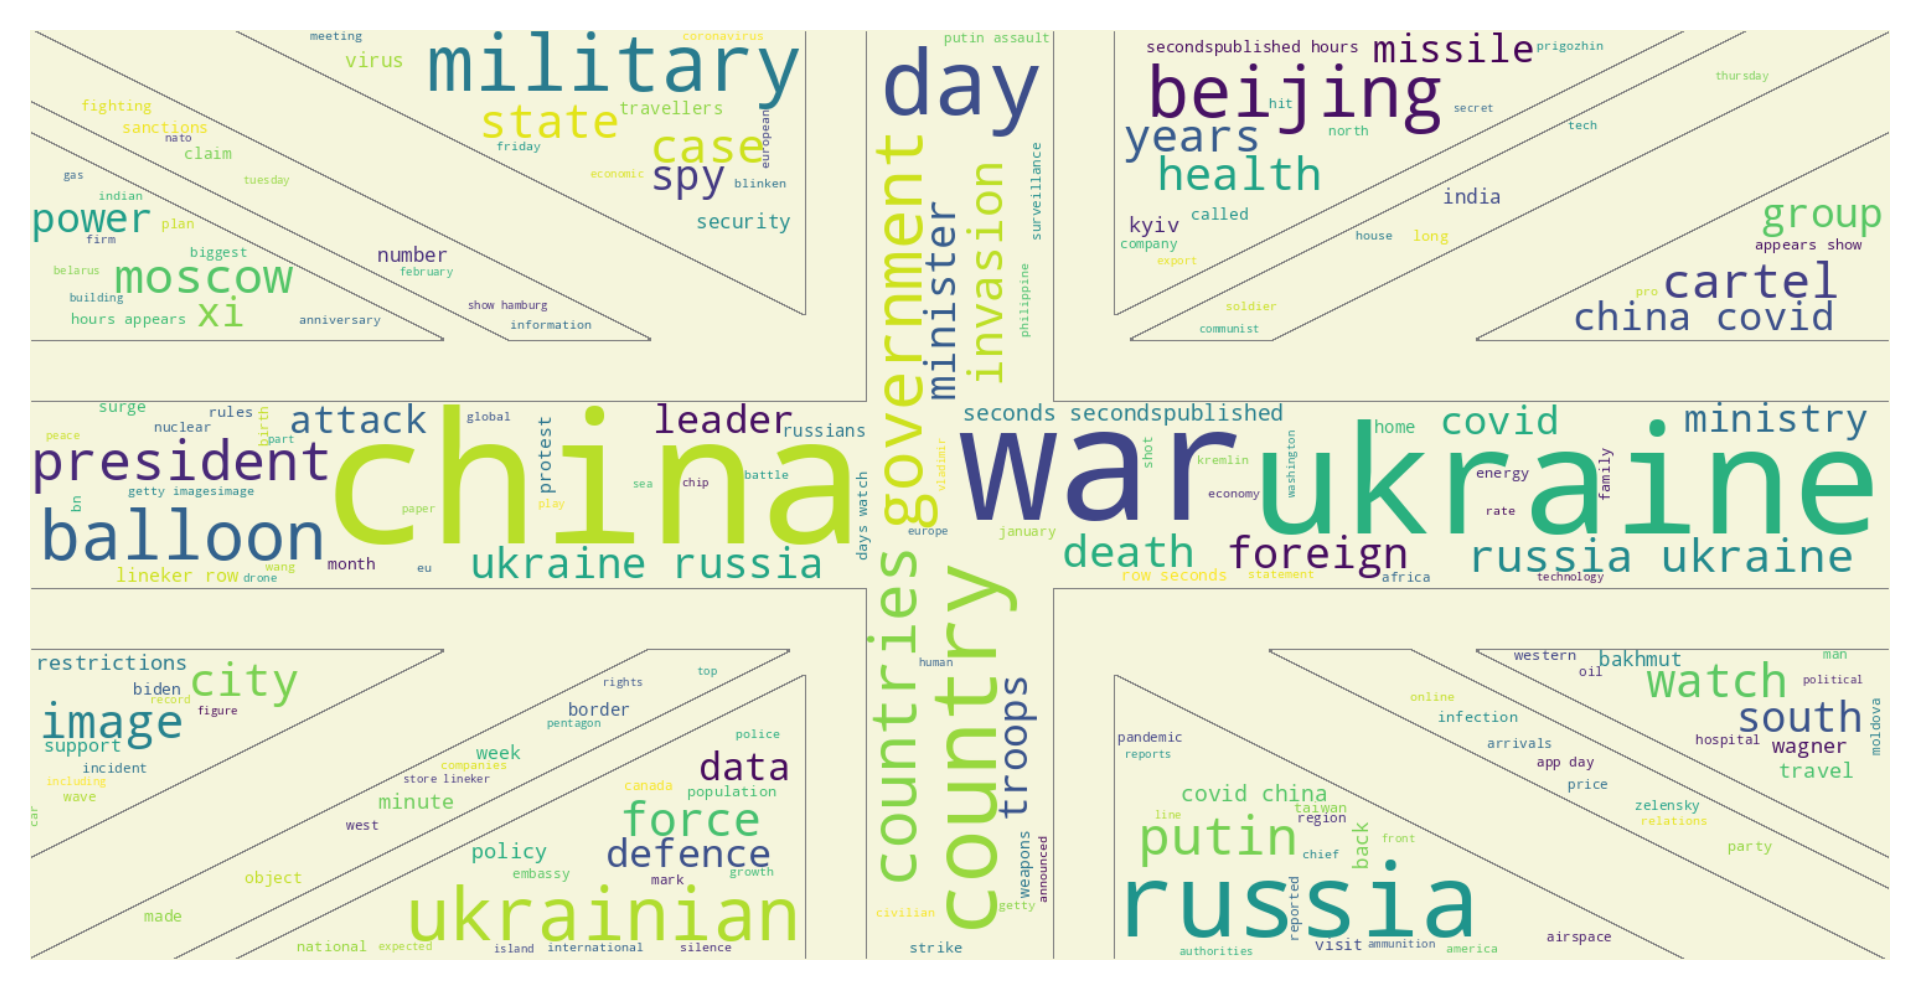 meeting
coronavirus
virus
military
fighting
sanctions
nato
claim
state
travellers
friday
case
european
economic
spy
blinken
security
gas
tuesday
indian
power
plan
firm
biggest
belarus
moscow
building
hours appears
xi
anniversary
number
february
show hamburg
information
putin assault
day
government
minister
invasion
surveillance
philippine
secondspublished hours
missile
prigozhin
beijing
hit
secret
thursday
tech
years
north
health
india
kyiv
called
company
export
house
long
group
appears show
soldier
communist
pro
cartel
china covid
surge
rules
birth
attack
global
leader
russians
peace
nuclear
part
president
protest
china
battle
getty imagesimage
sea
chip
bn
paper
play
balloon
lineker row
drone
wang
month
eu
ukraine russia
days watch
vladimir
europe
seconds secondspublished
war
january
shot
kremlin
economy
washington
home
covid
ministry
ukraine
energy
family
rate
death
foreign
russia ukraine
row seconds
statement
africa
technology
restrictions
biden
city
record
figure
image
support
incident
including
wave
car
rights
top
border
pentagon
week
companies
store lineker
police
minute
data
west
canada
population
force
policy
defence
object
embassy
mark
growth
made
ukrainian
national
expected
island
international
silence
countries
country
human
troops
weapons
announced
civilian
getty
strike
western
bakhmut
man
oil
watch
political
online
south
moldova
infection
pandemic
reports
arrivals
hospital
wagner
app day
travel
price
covid china
taiwan
line
region
zelensky
relations
putin
back
front
chief
party
russia
reported
authorities
visit
ammunition
america
airspace